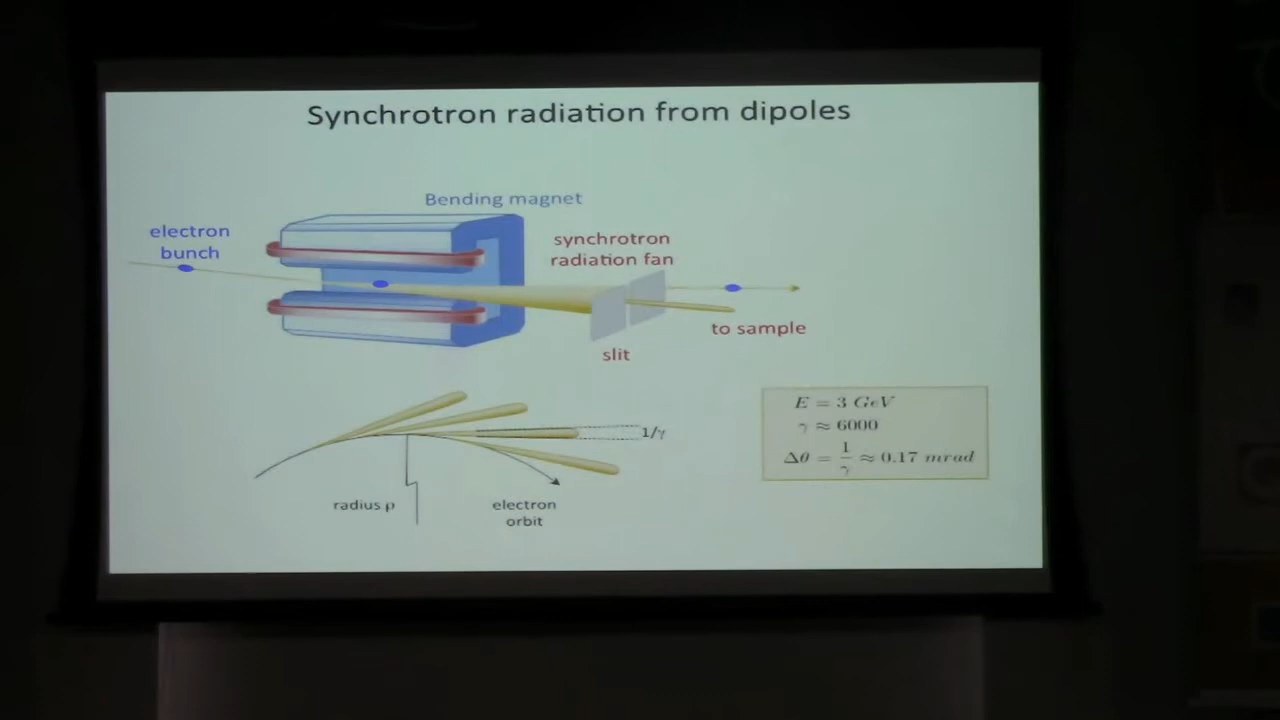 Synchrotron radiation from dipoles
Bending magnet
electron
bunch
synchrotron
radiation fan
to sample
slit
1/γ
radius ρ
electron
orbit
E = 3 GeV
γ ≈ 6000
Δθ = 1/γ ≈ 0.17 mrad